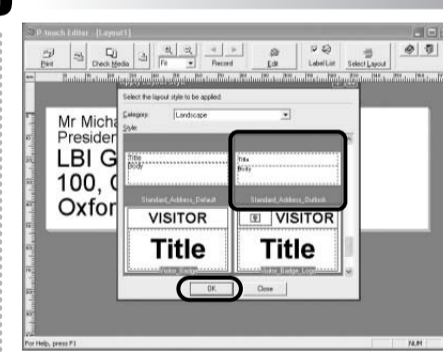 P-touch Editor - [Layout1]
Print
Check Media
Fit
Record
Edit
Label List
Select Layout
Select the layout style to be applied.
Category:
Landscape
Style:
Title
Body
Title
Body
Standard_Address_Default
Standard_Address_Outlook
VISITOR
Title
Visitor_Badge
VISITOR
Title
Visitor_Badge_Logo
OK
Close
Mr Micha
Presiden
LBI G
100, (
Oxfor
For Help, press F1
NUM